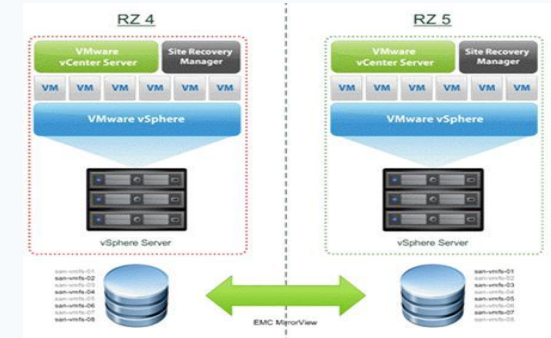 RZ 4
VMware
vCenter Server
Site Recovery
Manager
VM VM VM VM VM VM
VMware vSphere
vSphere Server
san-vmfs-01
san-vmfs-02
san-vmfs-03
san-vmfs-04
san-vmfs-05
san-vmfs-06
san-vmfs-07
san-vmfs-08
RZ 5
VMware
vCenter Server
Site Recovery
Manager
VM VM VM VM VM VM
VMware vSphere
vSphere Server
san-vmfs-01
san-vmfs-02
san-vmfs-03
san-vmfs-04
san-vmfs-05
san-vmfs-06
san-vmfs-07
san-vmfs-08
EMC MirrorView